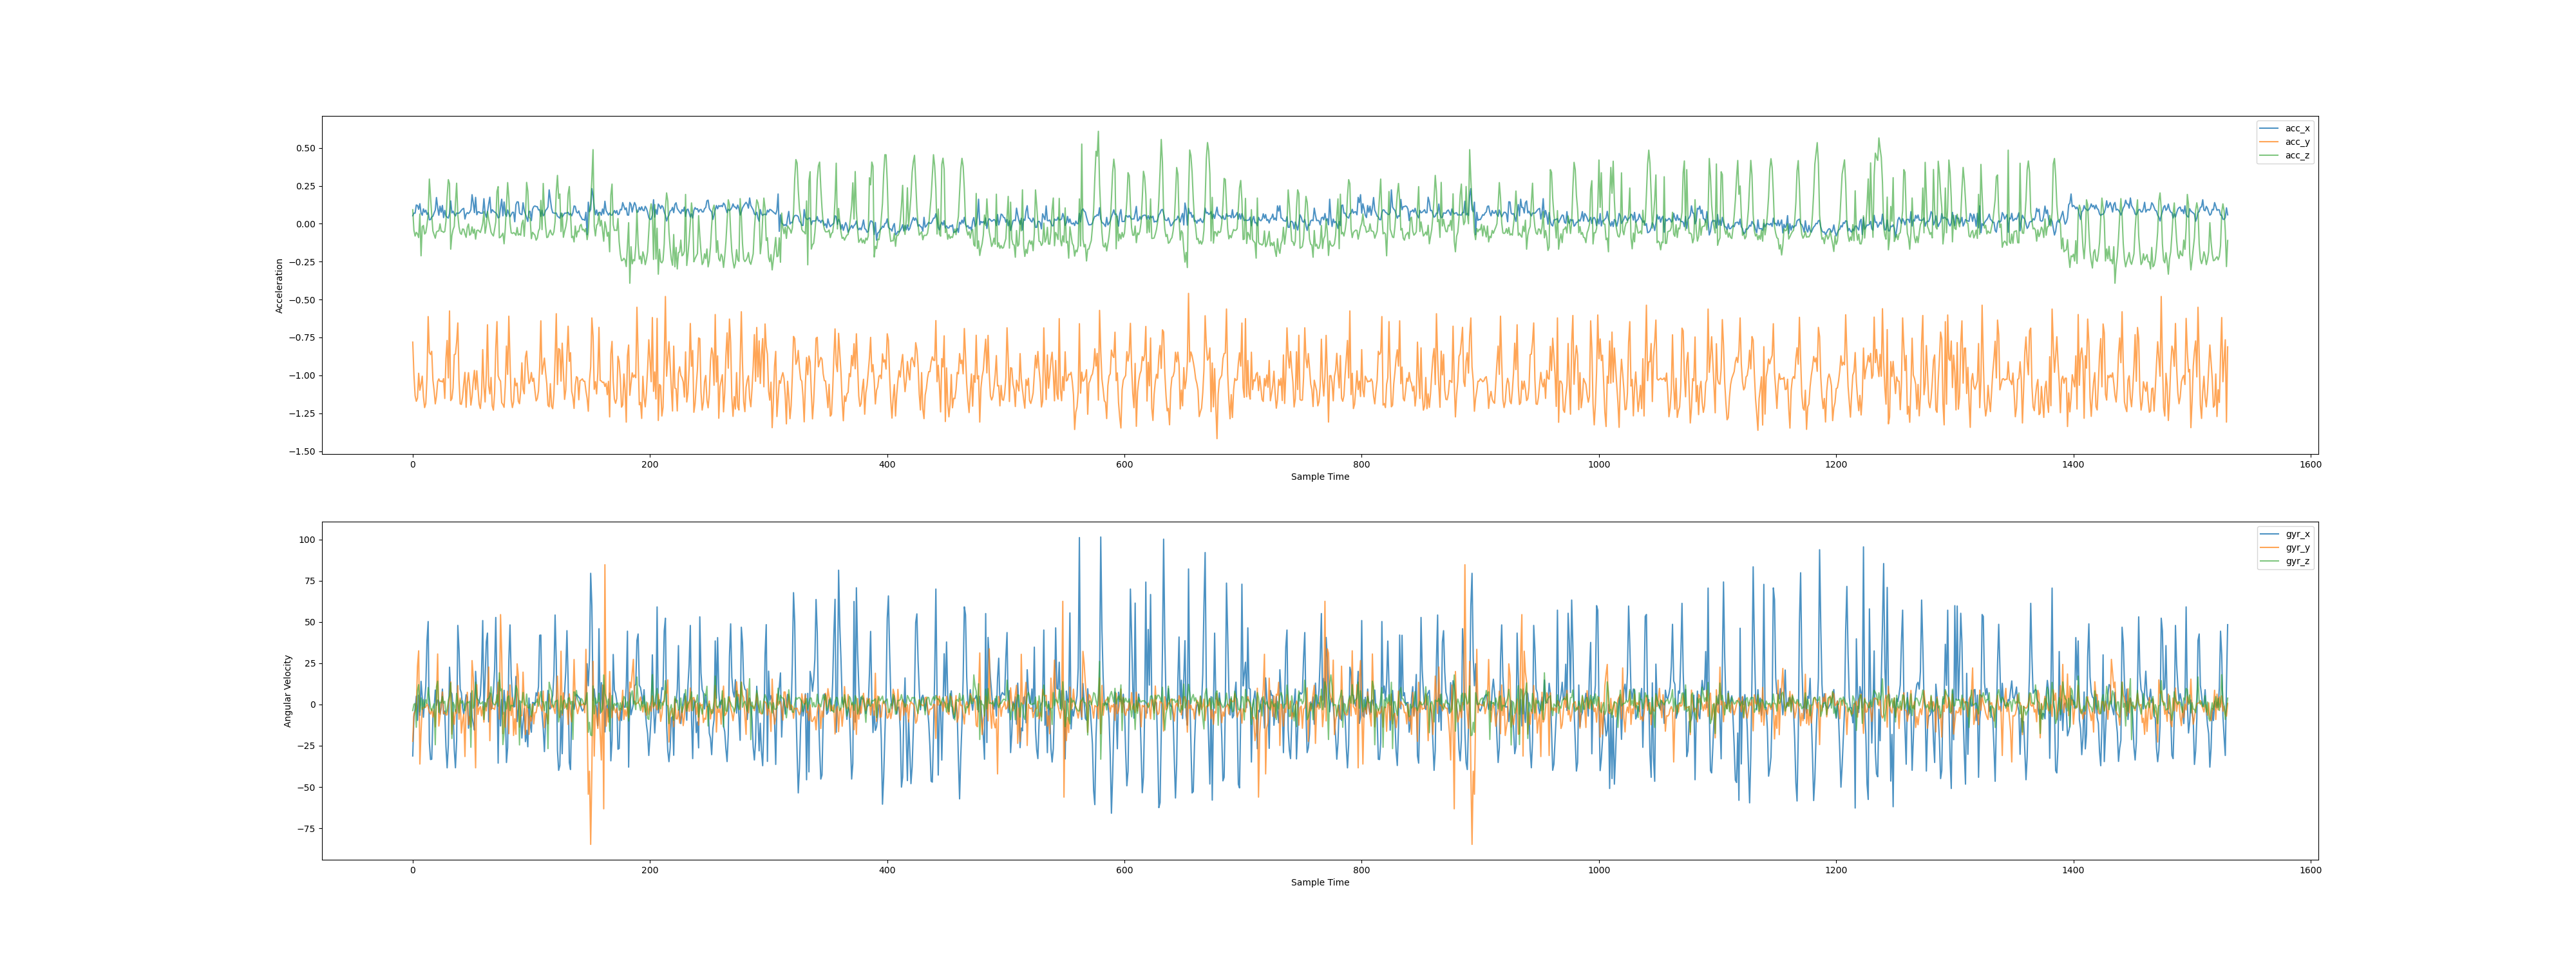 0.50
0.25
0.00
−0.25
−0.50
−0.75
−1.00
−1.25
−1.50
Acceleration
0 200 400 600 800 1000 1200 1400 1600
Sample Time
acc_x
acc_y
acc_z
100
75
50
25
0
−25
−50
−75
Angular Velocity
0 200 400 600 800 1000 1200 1400 1600
Sample Time
gyr_x
gyr_y
gyr_z